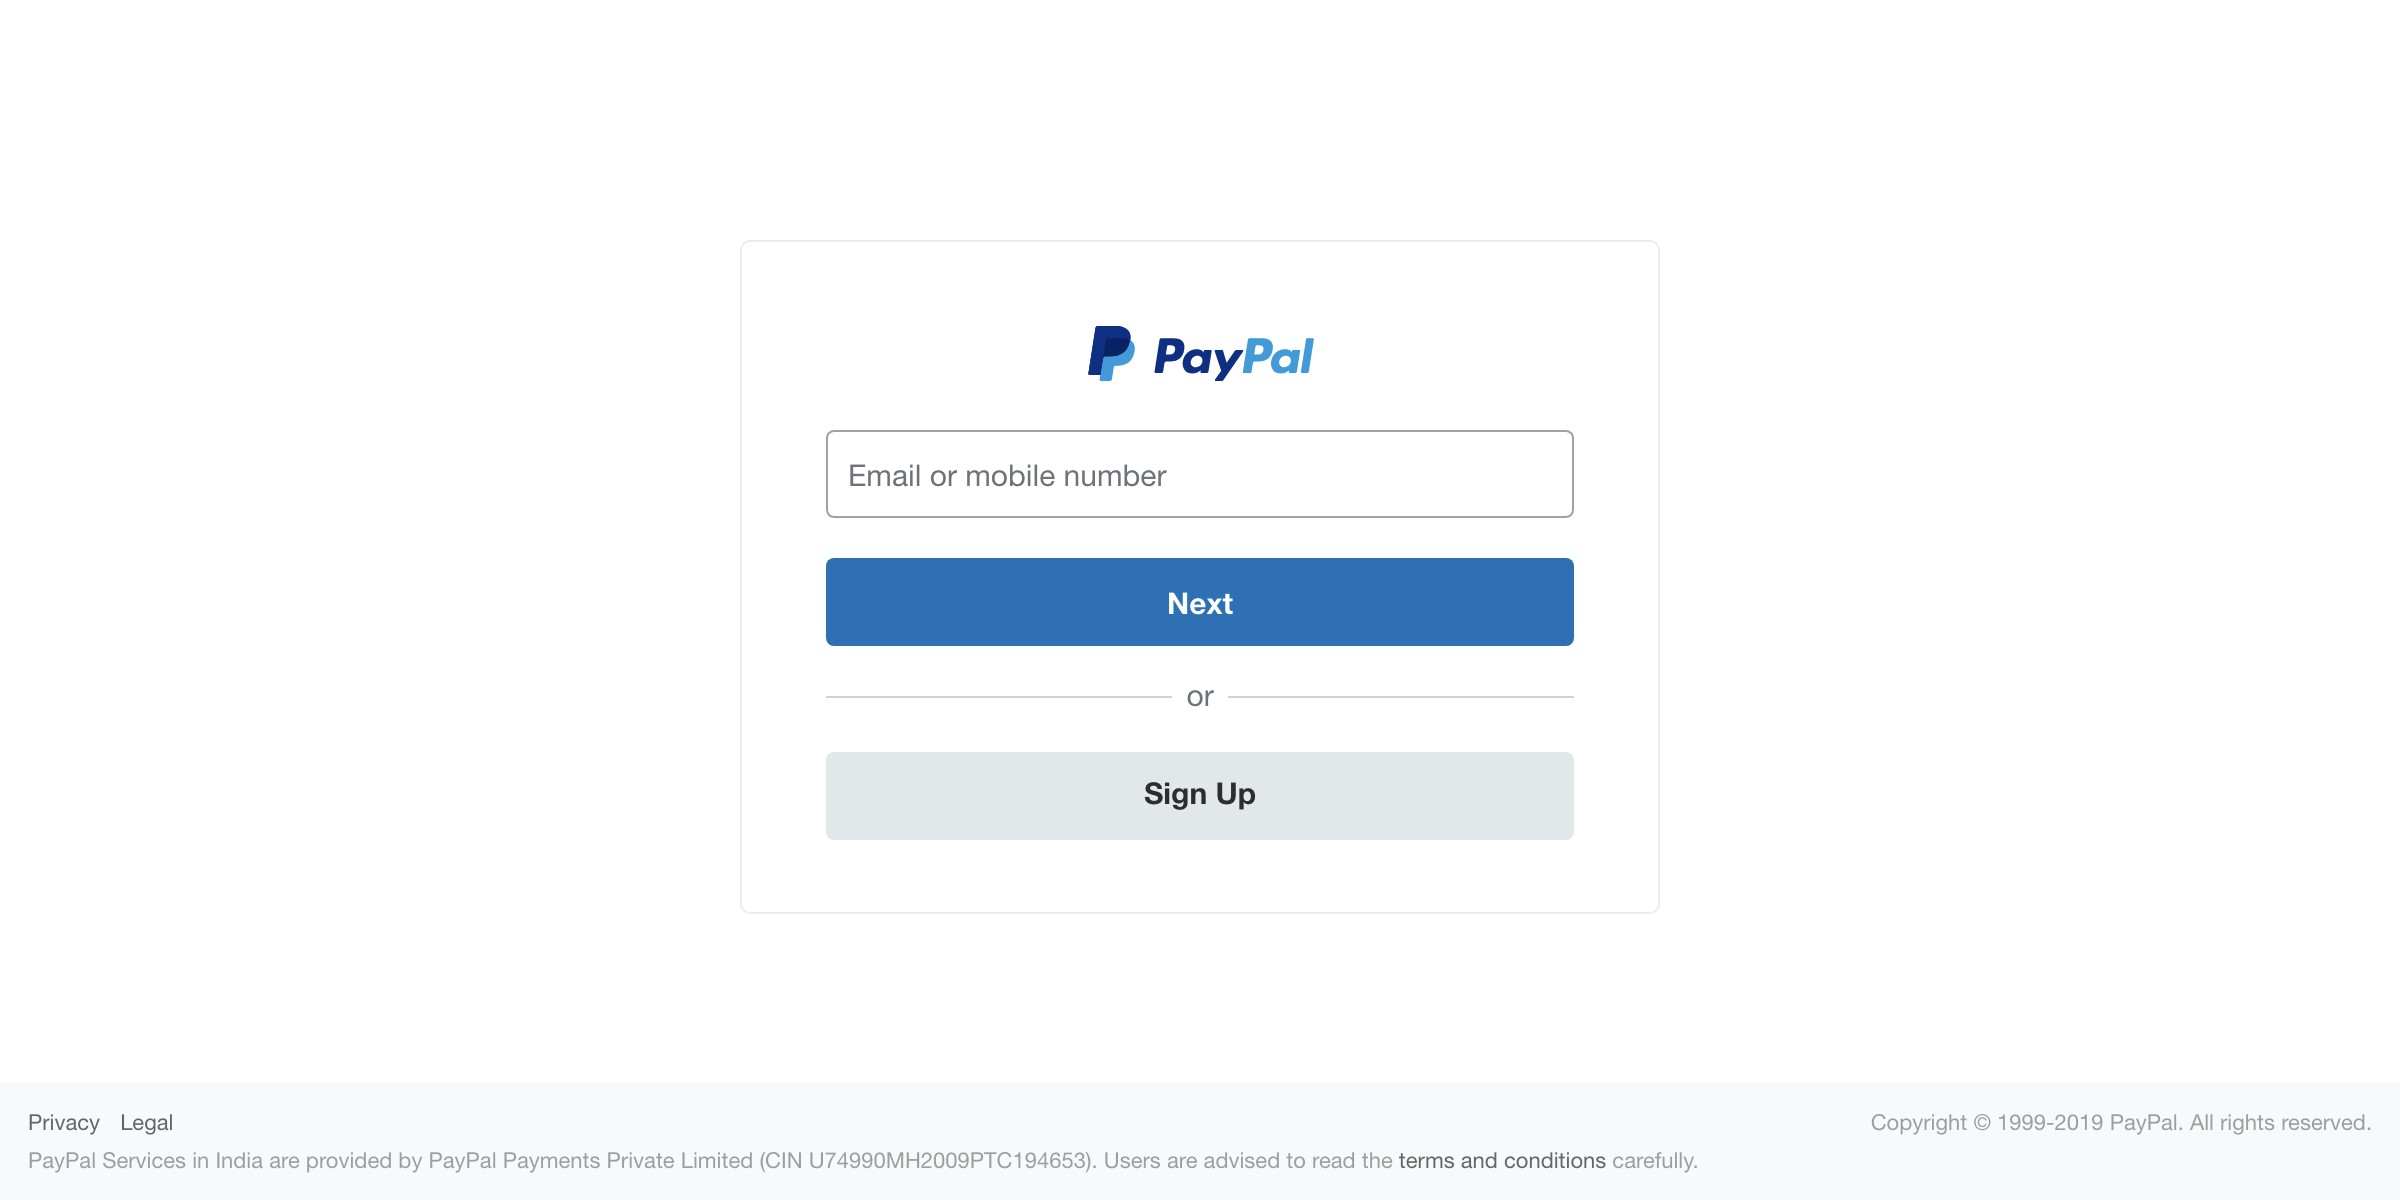 PayPal
Email or mobile number
Next
or
Sign Up
Privacy Legal
Copyright © 1999-2019 PayPal. All rights reserved.
PayPal Services in India are provided by PayPal Payments Private Limited (CIN U74990MH2009PTC194653). Users are advised to read the terms and conditions carefully.